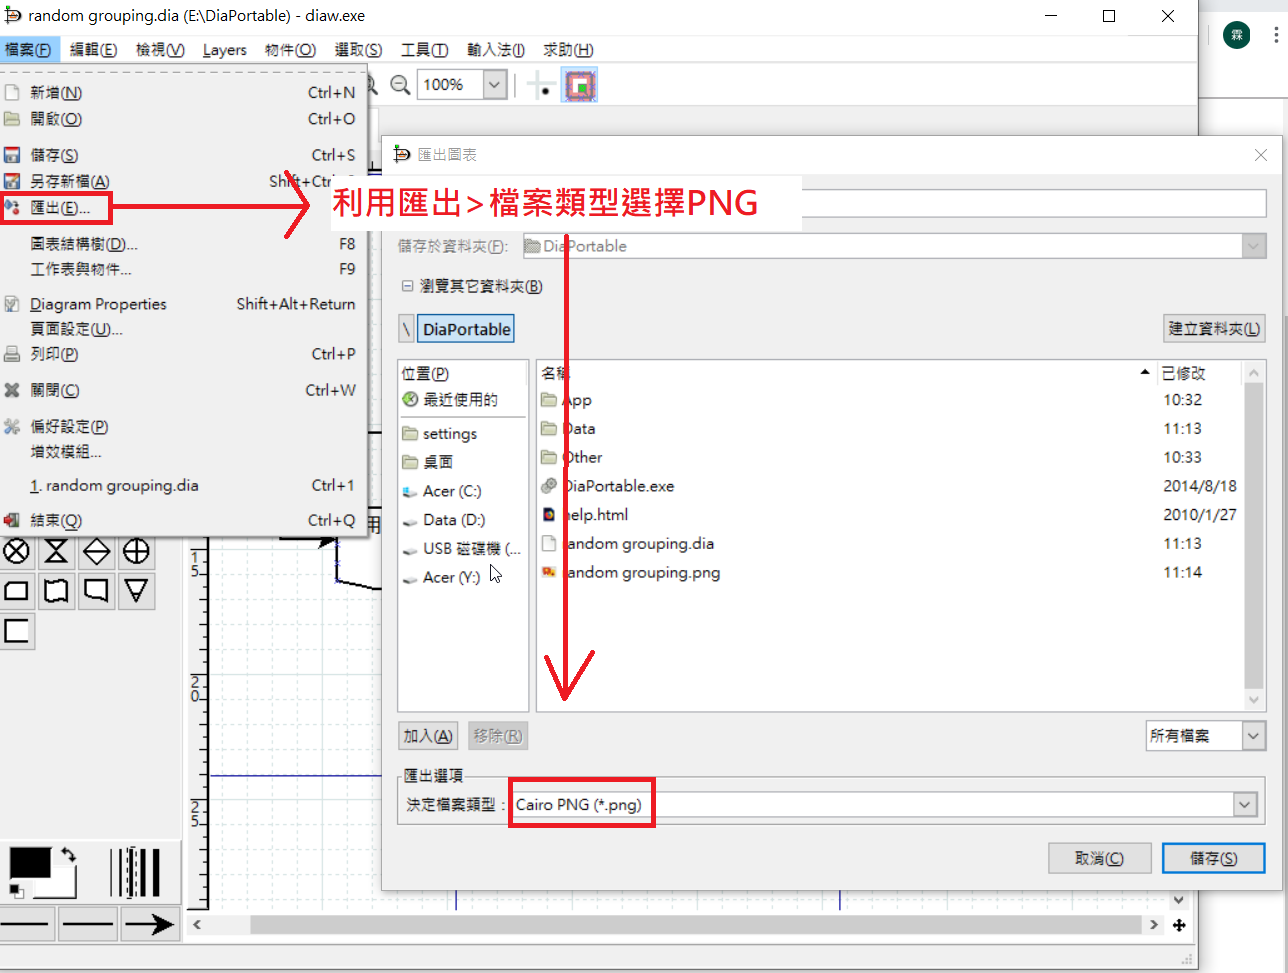 random grouping.dia (E:\DiaPortable) - diaw.exe
檔案(F) 編輯(E) 檢視(V) Layers 物件(O) 選取(S) 工具(T) 輸入法(I) 求助(H)
霖
100%
新增(N) Ctrl+N
開啟(O) Ctrl+O
儲存(S) Ctrl+S
另存新檔(A) Shift+Ctrl
匯出(E)...
圖表結構樹(D)... F8
工作表與物件... F9
Diagram Properties Shift+Alt+Return
頁面設定(U)...
列印(P) Ctrl+P
關閉(C) Ctrl+W
偏好設定(P)
增效模組...
1. random grouping.dia Ctrl+1
結束(Q) Ctrl+Q
用
匯出圖表
利用匯出>檔案類型選擇PNG
儲存於資料夾(F): DiaPortable
瀏覽其它資料夾(B)
\ DiaPortable 建立資料夾(L)
位置(P)
最近使用的
settings
桌面
Acer (C:)
Data (D:)
USB 磁碟機 (...
Acer (Y:)
名稱 已修改
App 10:32
Data 11:13
Other 10:33
DiaPortable.exe 2014/8/18
help.html 2010/1/27
random grouping.dia 11:13
random grouping.png 11:14
加入(A) 移除(R) 所有檔案
匯出選項
決定檔案類型： Cairo PNG (*.png)
取消(C) 儲存(S)
15
20
25